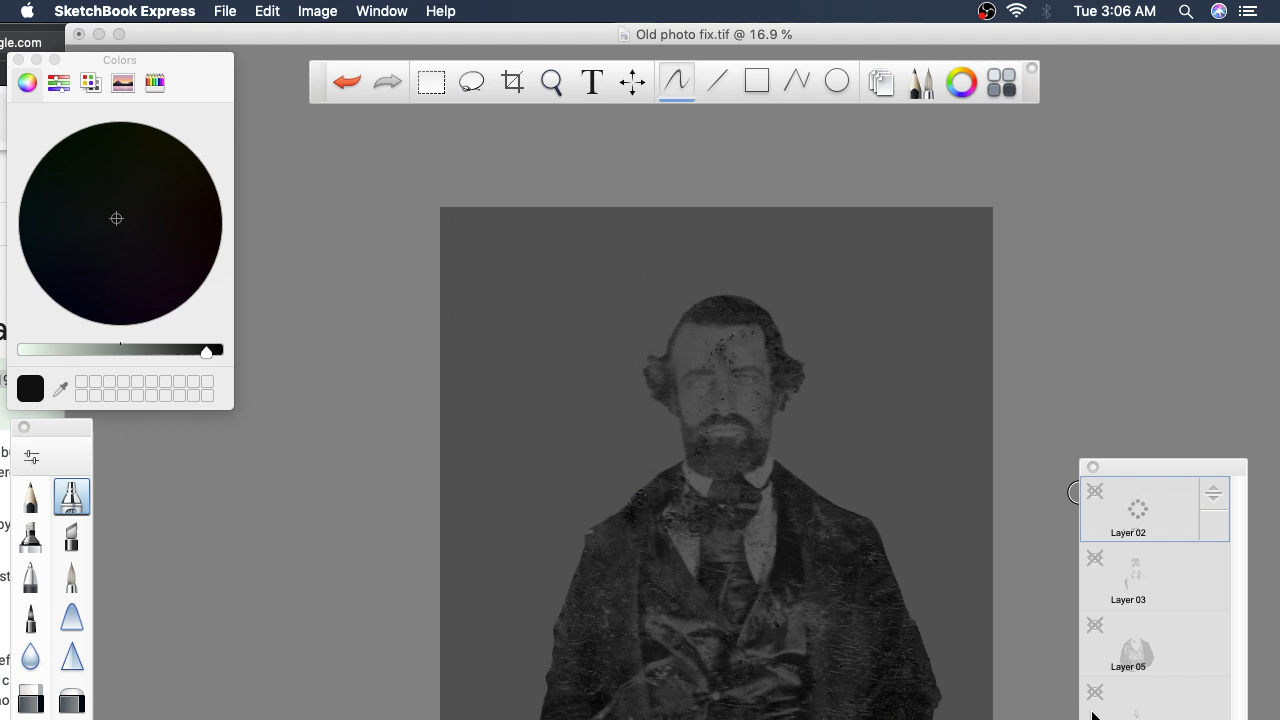 SketchBook Express File Edit Image Window Help Tue 3:06 AM
gle.com
Old photo fix.tif @ 16.9 %
Colors
T
Layer 02
Layer 03
Layer 05